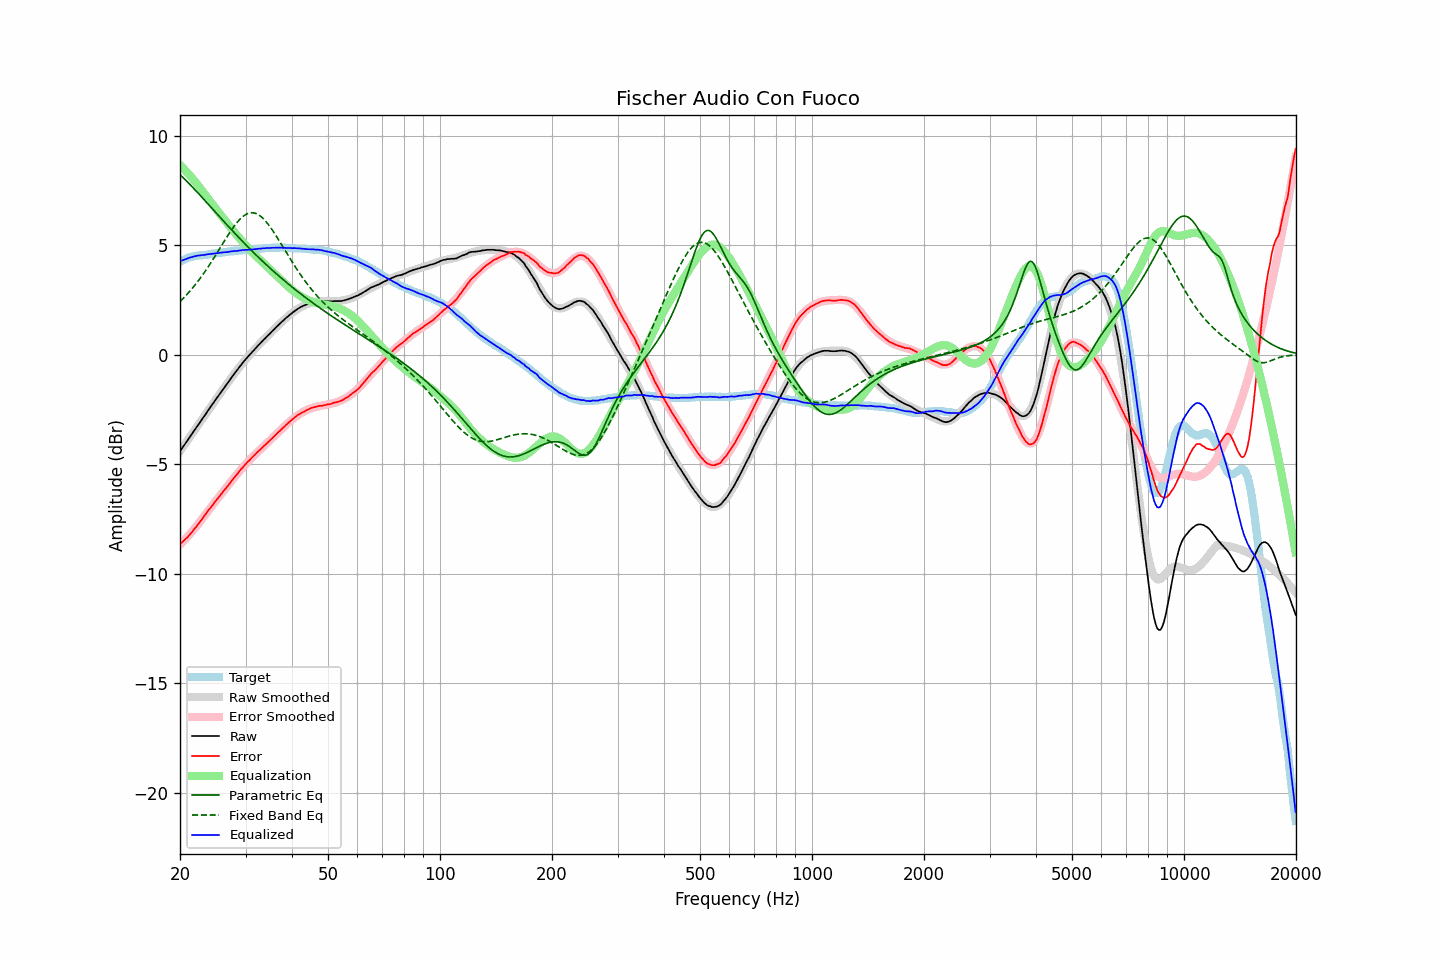 Fischer Audio Con Fuoco
Amplitude (dBr)
10
5
0
−5
−10
−15
−20
Target
Raw Smoothed
Error Smoothed
Raw
Error
Equalization
Parametric Eq
Fixed Band Eq
Equalized
20 50 100 200 500 1000 2000 5000 10000 20000
Frequency (Hz)